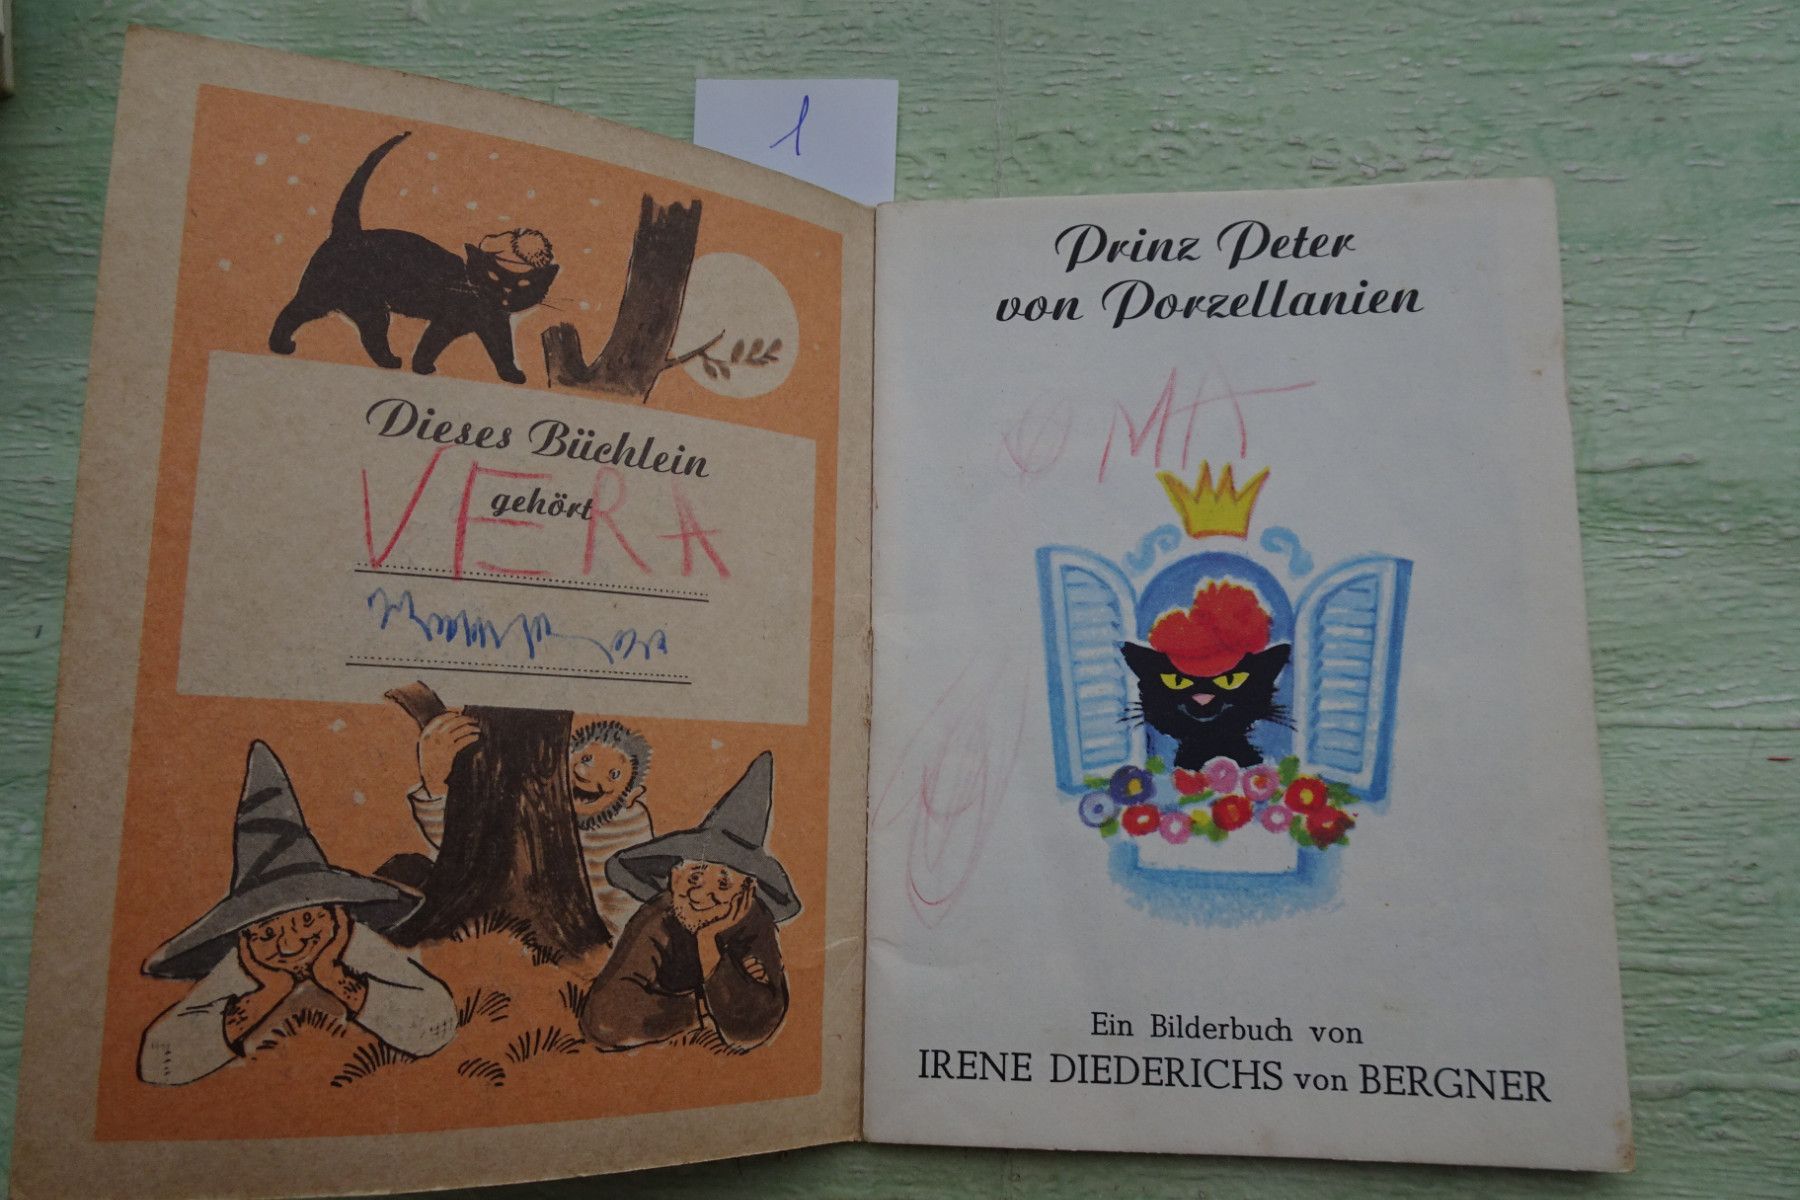 1
Dieses Büchlein
gehört
VERA
Prinz Peter
von Porzellanien
OMA
Ein Bilderbuch von
IRENE DIEDERICHS von BERGNER